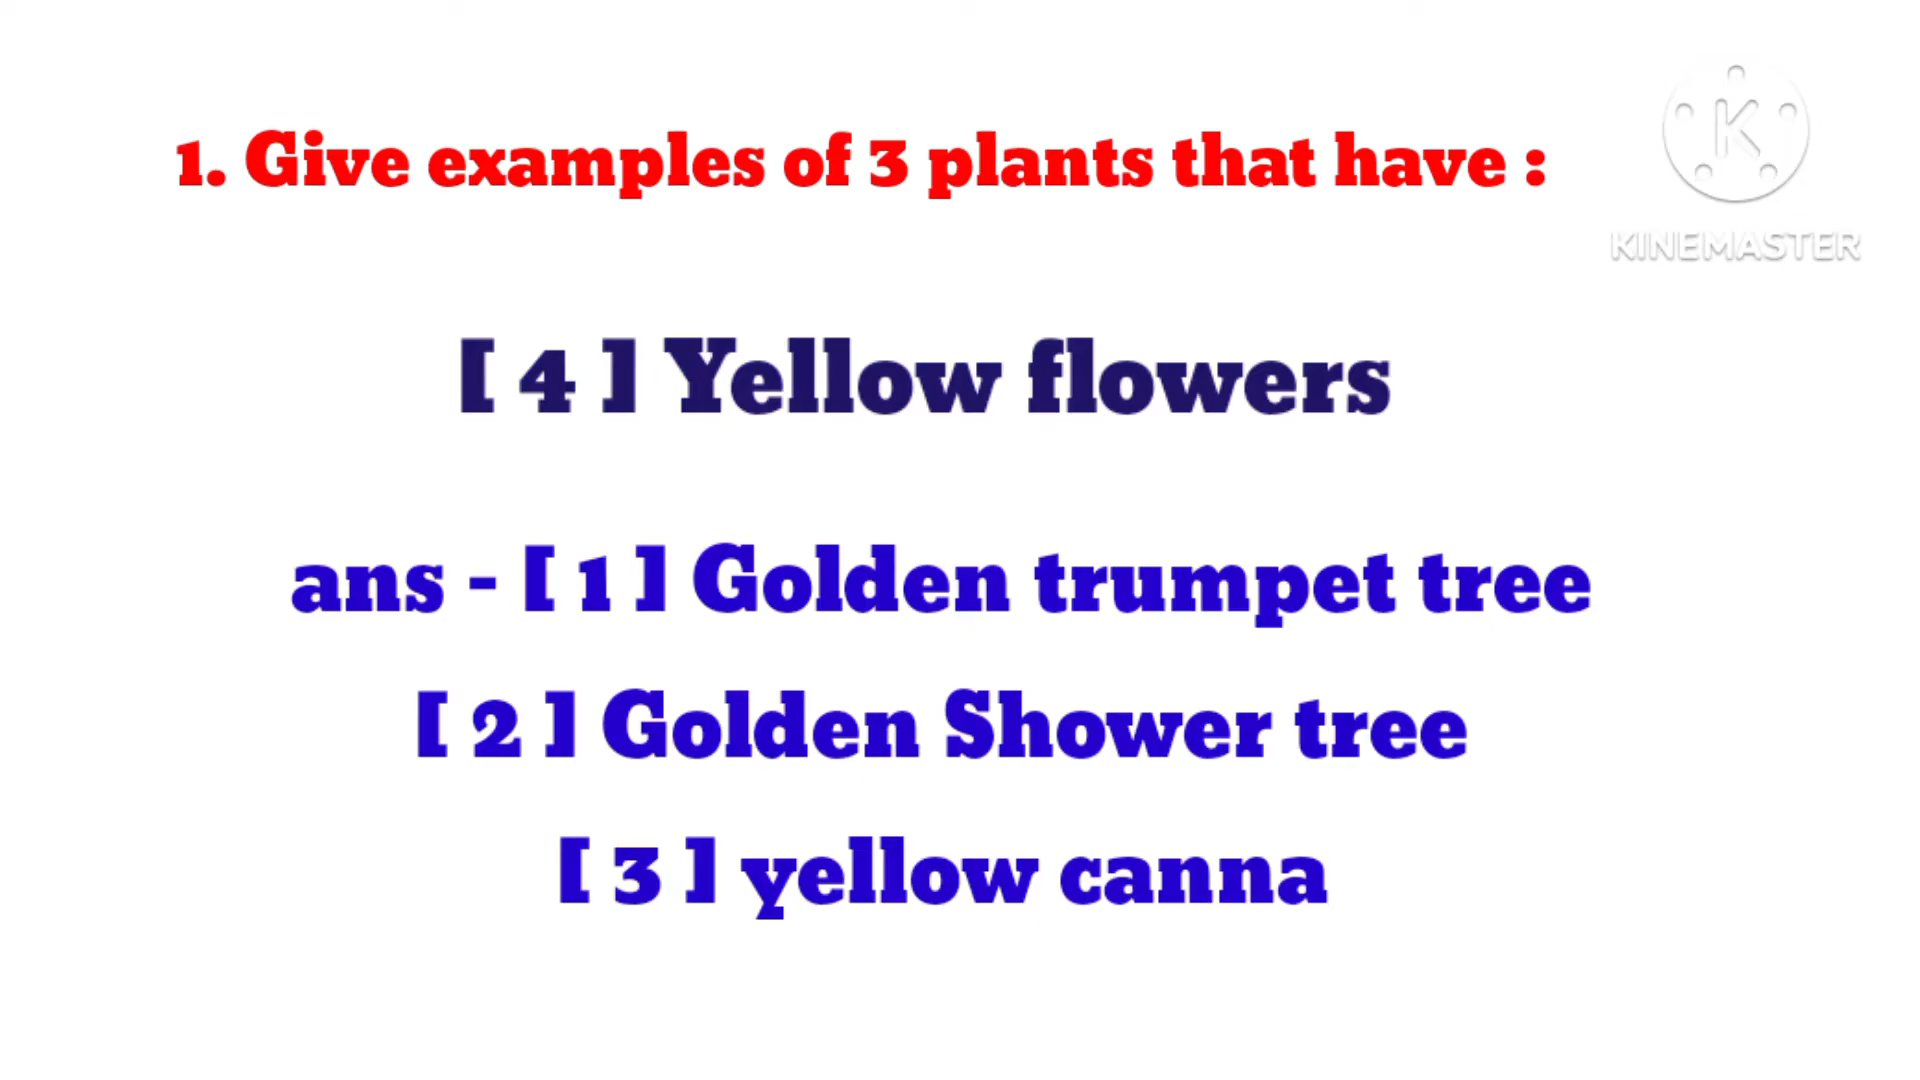 1. Give examples of 3 plants that have :
K
KINEMASTER
[ 4 ] Yellow flowers
ans - [ 1 ] Golden trumpet tree
[ 2 ] Golden Shower tree
[ 3 ] yellow canna